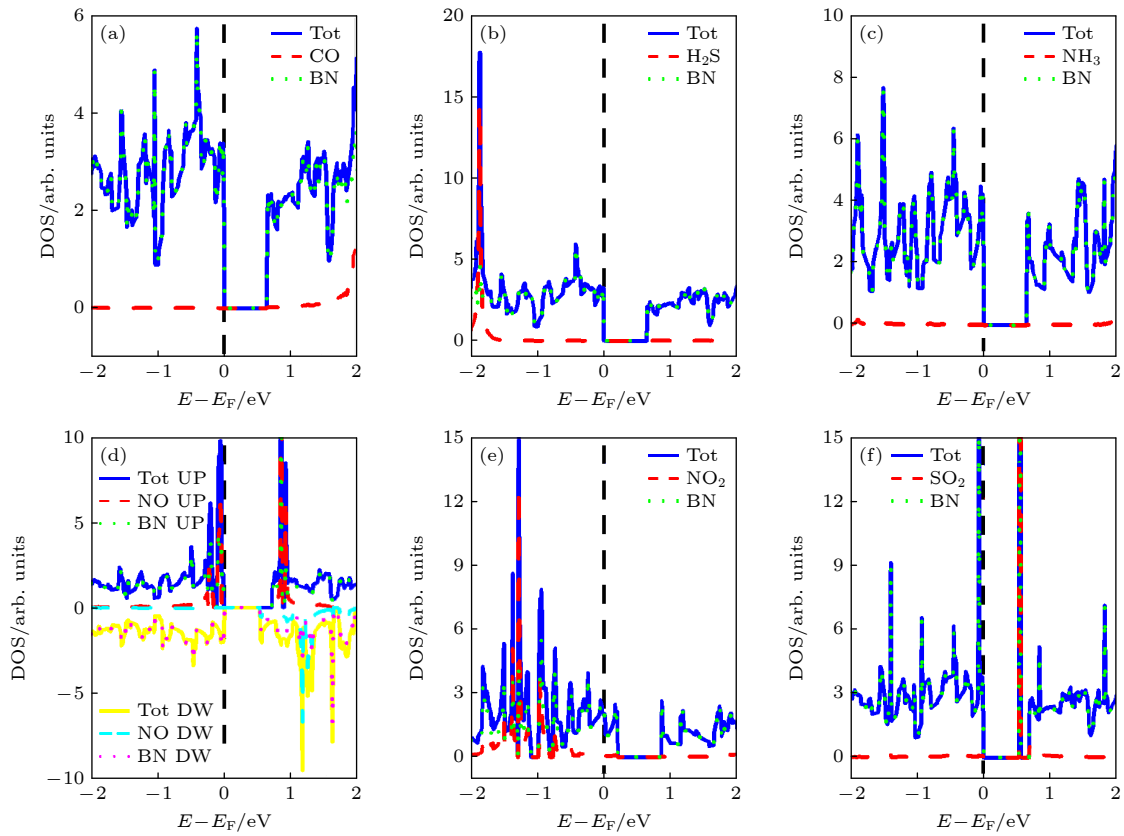 (a)
Tot
CO
BN
DOS/arb. units
6
4
2
0
−2 −1 0 1 2
E−E_F/eV
(b)
Tot
H₂S
BN
DOS/arb. units
20
15
10
5
0
−2 −1 0 1 2
E−E_F/eV
(c)
Tot
NH₃
BN
DOS/arb. units
10
8
6
4
2
0
−2 −1 0 1 2
E−E_F/eV
(d)
Tot UP
NO UP
BN UP
Tot DW
NO DW
BN DW
DOS/arb. units
10
5
0
−5
−10
−2 −1 0 1 2
E−E_F/eV
(e)
Tot
NO₂
BN
DOS/arb. units
15
12
9
6
3
0
−2 −1 0 1 2
E−E_F/eV
(f)
Tot
SO₂
BN
DOS/arb. units
15
12
9
6
3
0
−2 −1 0 1 2
E−E_F/eV